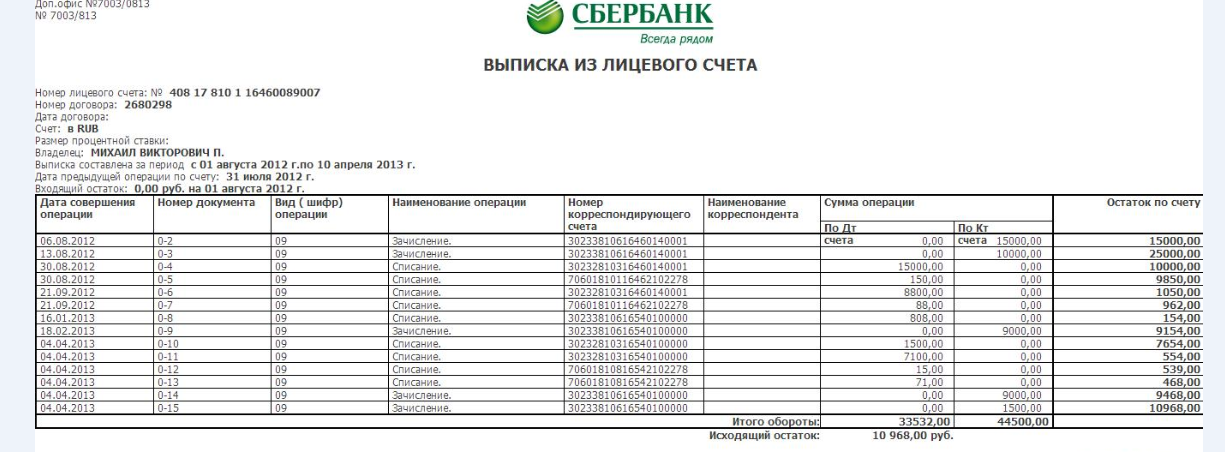 Доп.офис №7003/0813
№ 7003/813
СБЕРБАНК
Всегда рядом
ВЫПИСКА ИЗ ЛИЦЕВОГО СЧЕТА
Номер лицевого счета: № 408 17 810 1 16460089007
Номер договора: 2680298
Дата договора:
Счет: в RUB
Размер процентной ставки:
Владелец: МИХАИЛ ВИКТОРОВИЧ П.
Выписка составлена за период с 01 августа 2012 г.по 10 апреля 2013 г.
Дата предыдущей операции по счету: 31 июля 2012 г.
Входящий остаток: 0,00 руб. на 01 августа 2012 г.
Дата совершения операции Номер документа Вид ( шифр) операции Наименование операции Номер корреспондирующего счета Наименование корреспондента Сумма операции Остаток по счету
По Дт счета По Кт счета
06.08.2012 0-2 09 Зачисление. 30233810616460140001 0,00 15000,00 15000,00
13.08.2012 0-3 09 Зачисление. 30233810616460140001 0,00 10000,00 25000,00
30.08.2012 0-4 09 Списание. 30232810316460140001 15000,00 0,00 10000,00
30.08.2012 0-5 09 Списание. 70601810116462102278 150,00 0,00 9850,00
21.09.2012 0-6 09 Списание. 30232810316460140001 8800,00 0,00 1050,00
21.09.2012 0-7 09 Списание. 70601810116462102278 88,00 0,00 962,00
16.01.2013 0-8 09 Списание. 30233810616540100000 808,00 0,00 154,00
18.02.2013 0-9 09 Зачисление. 30233810616540100000 0,00 9000,00 9154,00
04.04.2013 0-10 09 Списание. 30232810316540100000 1500,00 0,00 7654,00
04.04.2013 0-11 09 Списание. 30232810316540100000 7100,00 0,00 554,00
04.04.2013 0-12 09 Списание. 70601810816542102278 15,00 0,00 539,00
04.04.2013 0-13 09 Списание. 70601810816542102278 71,00 0,00 468,00
04.04.2013 0-14 09 Зачисление. 30233810616540100000 0,00 9000,00 9468,00
04.04.2013 0-15 09 Зачисление. 30233810616540100000 0,00 1500,00 10968,00
Итого обороты: 33532,00 44500,00
Исходящий остаток: 10 968,00 руб.